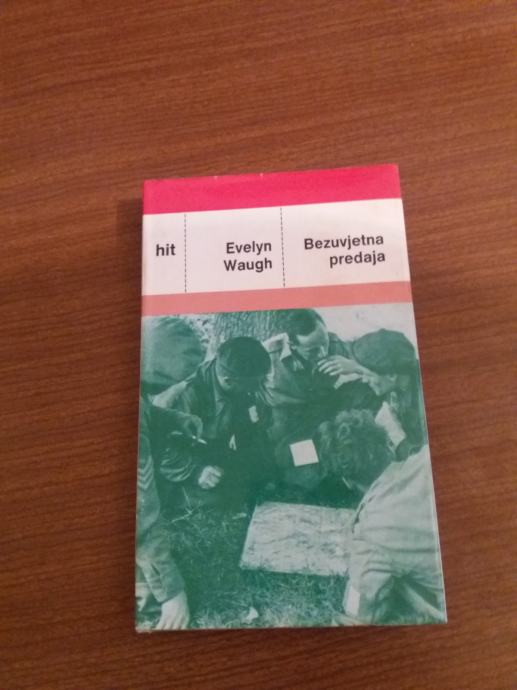 hit
Evelyn
Waugh
Bezuvjetna
predaja